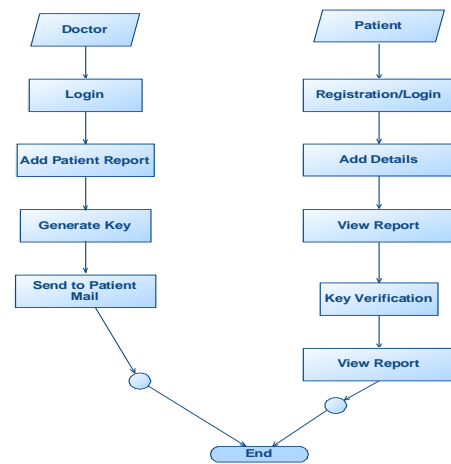 Doctor
Login
Add Patient Report
Generate Key
Send to Patient
Mail
Patient
Registration/Login
Add Details
View Report
Key Verification
View Report
End